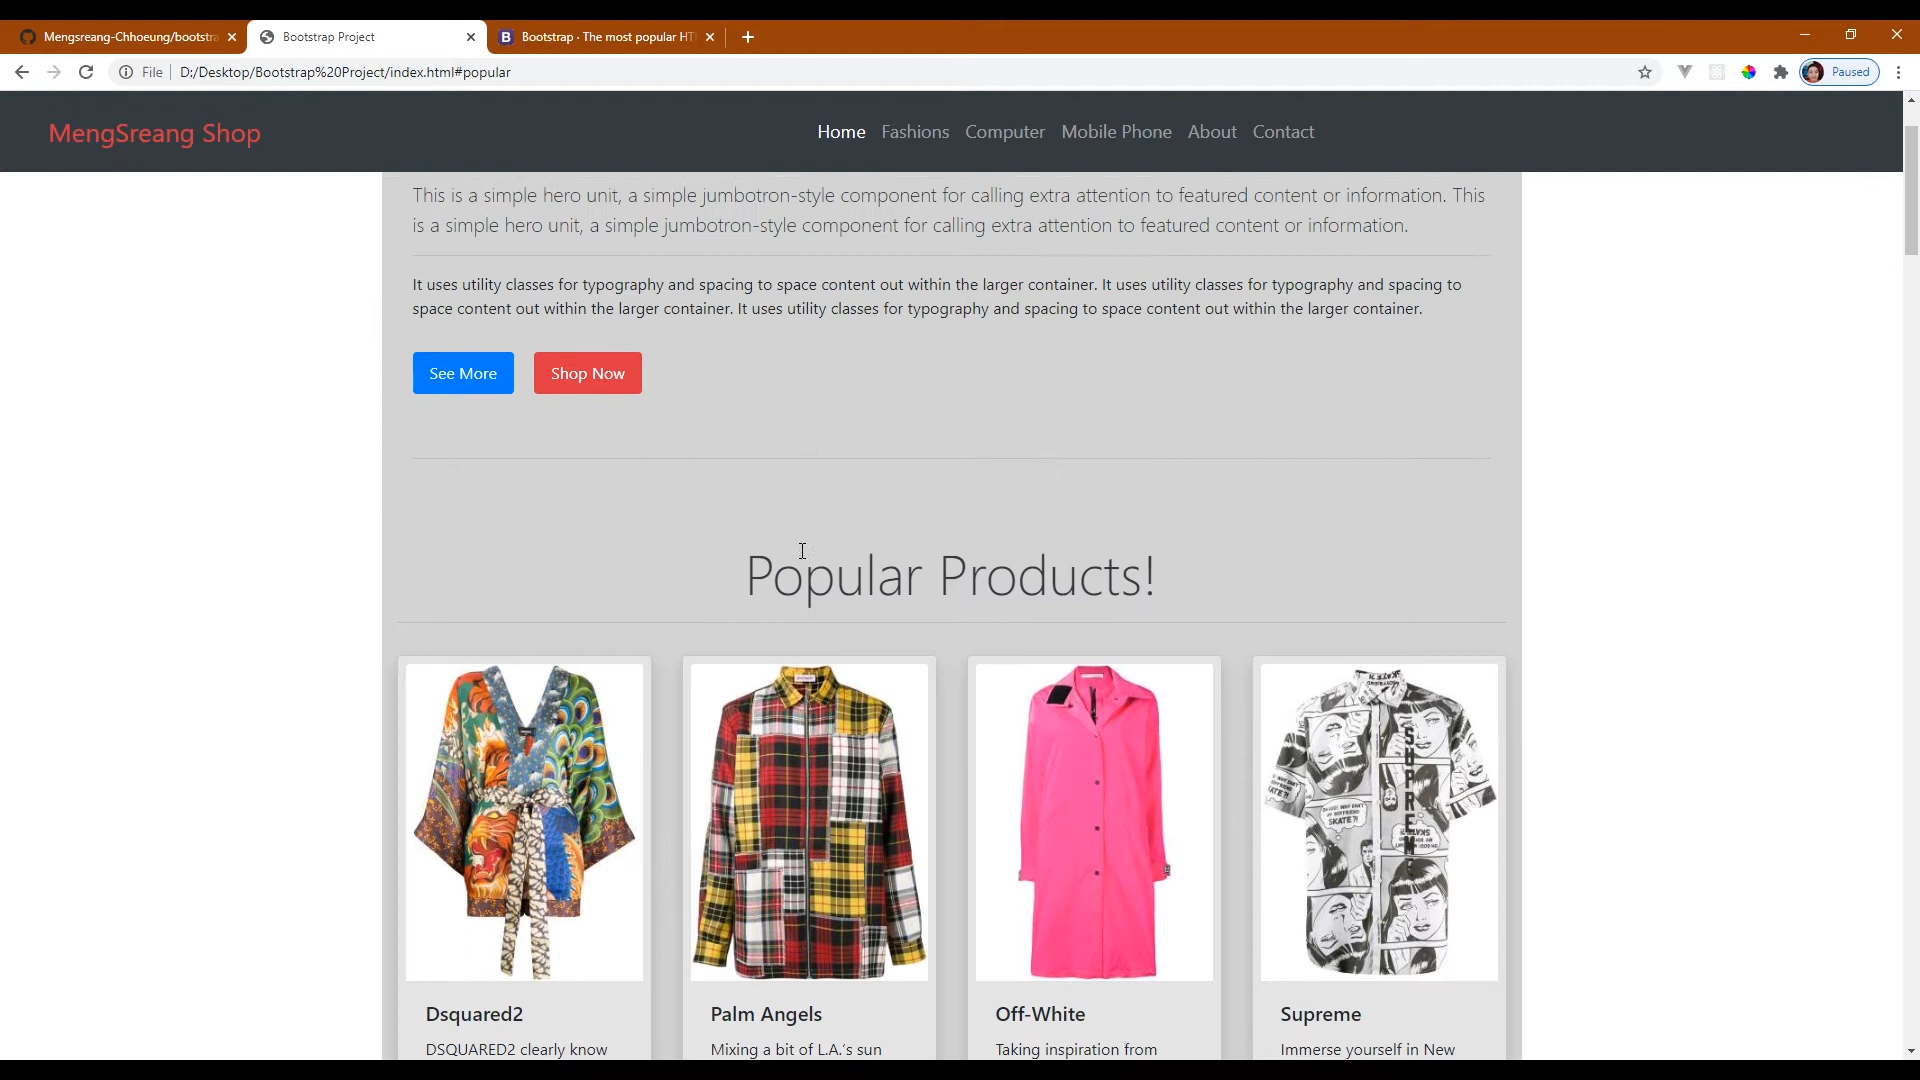 Mengsreang-Chhoeung/bootstra
Bootstrap Project
Bootstrap · The most popular HT
File
D:/Desktop/Bootstrap%20Project/index.html#popular
Paused
MengSreang Shop
Home Fashions Computer Mobile Phone About Contact
This is a simple hero unit, a simple jumbotron-style component for calling extra attention to featured content or information. This
is a simple hero unit, a simple jumbotron-style component for calling extra attention to featured content or information.
It uses utility classes for typography and spacing to space content out within the larger container. It uses utility classes for typography and spacing to
space content out within the larger container. It uses utility classes for typography and spacing to space content out within the larger container.
See More
Shop Now
Popular Products!
SUPREME
SKATE?!
Dsquared2
Palm Angels
Off-White
Supreme
DSQUARED2 clearly know
Mixing a bit of L.A.'s sun
Taking inspiration from
Immerse yourself in New